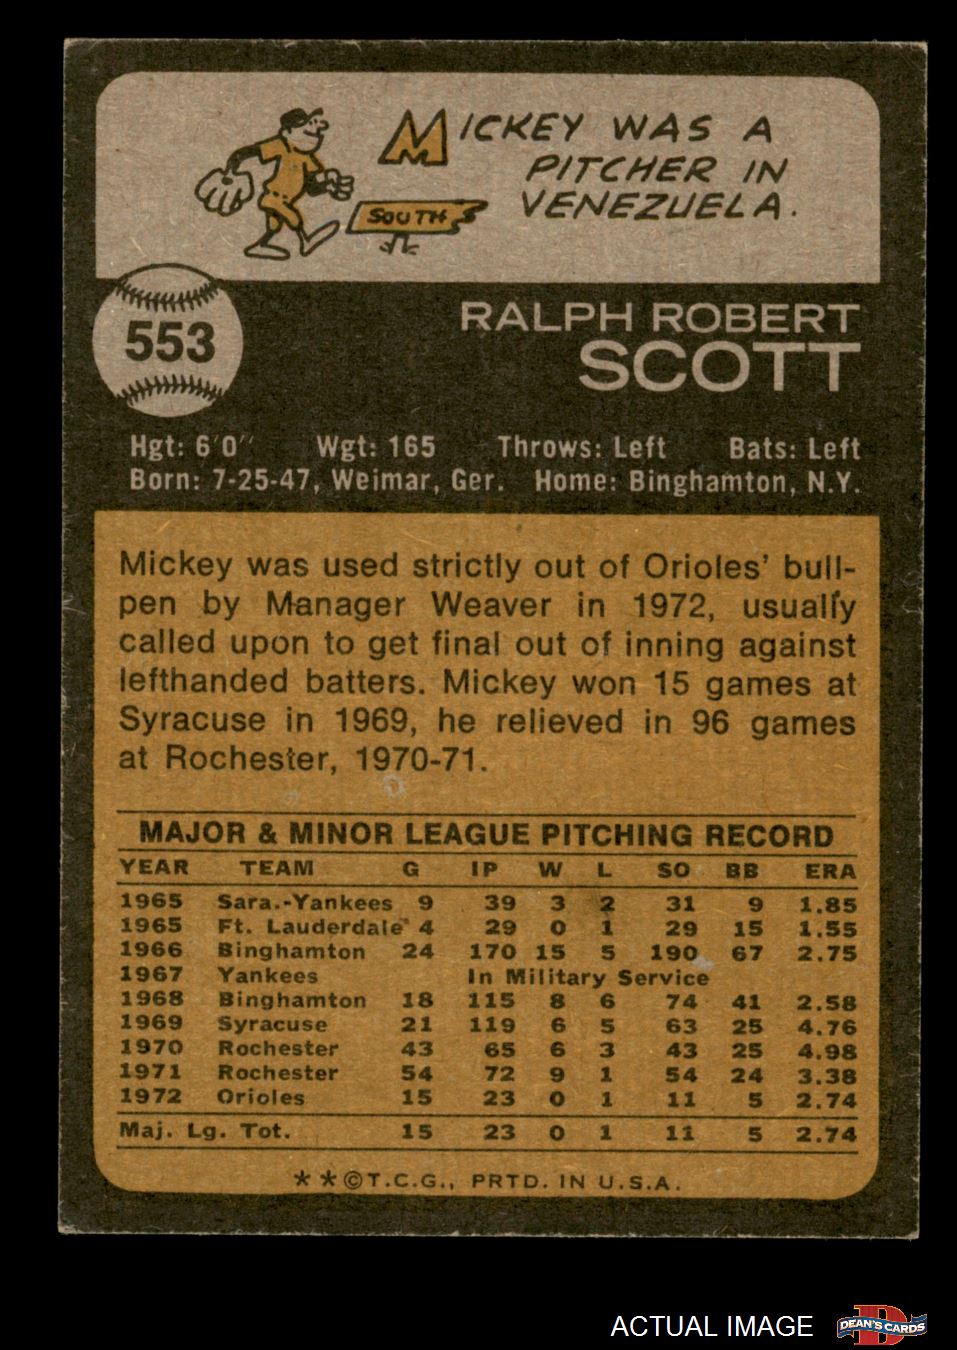 MICKEY WAS A
PITCHER IN
VENEZUELA.
SOUTH
553
RALPH ROBERT
SCOTT
Hgt: 6'0" Wgt: 165 Throws: Left Bats: Left
Born: 7-25-47, Weimar, Ger. Home: Binghamton, N.Y.
Mickey was used strictly out of Orioles' bull-
pen by Manager Weaver in 1972, usually
called upon to get final out of inning against
lefthanded batters. Mickey won 15 games at
Syracuse in 1969, he relieved in 96 games
at Rochester, 1970-71.
MAJOR & MINOR LEAGUE PITCHING RECORD
YEAR TEAM G IP W L SO BB ERA
1965 Sara.-Yankees 9 39 3 2 31 9 1.85
1965 Ft. Lauderdale 4 29 0 1 29 15 1.55
1966 Binghamton 24 170 15 5 190 67 2.75
1967 Yankees In Military Service
1968 Binghamton 18 115 8 6 74 41 2.58
1969 Syracuse 21 119 6 5 63 25 4.76
1970 Rochester 43 65 6 3 43 25 4.98
1971 Rochester 54 72 9 1 54 24 3.38
1972 Orioles 15 23 0 1 11 5 2.74
Maj. Lg. Tot. 15 23 0 1 11 5 2.74
**©T.C.G., PRTD. IN U.S.A.
ACTUAL IMAGE
D
DEAN'S CARDS